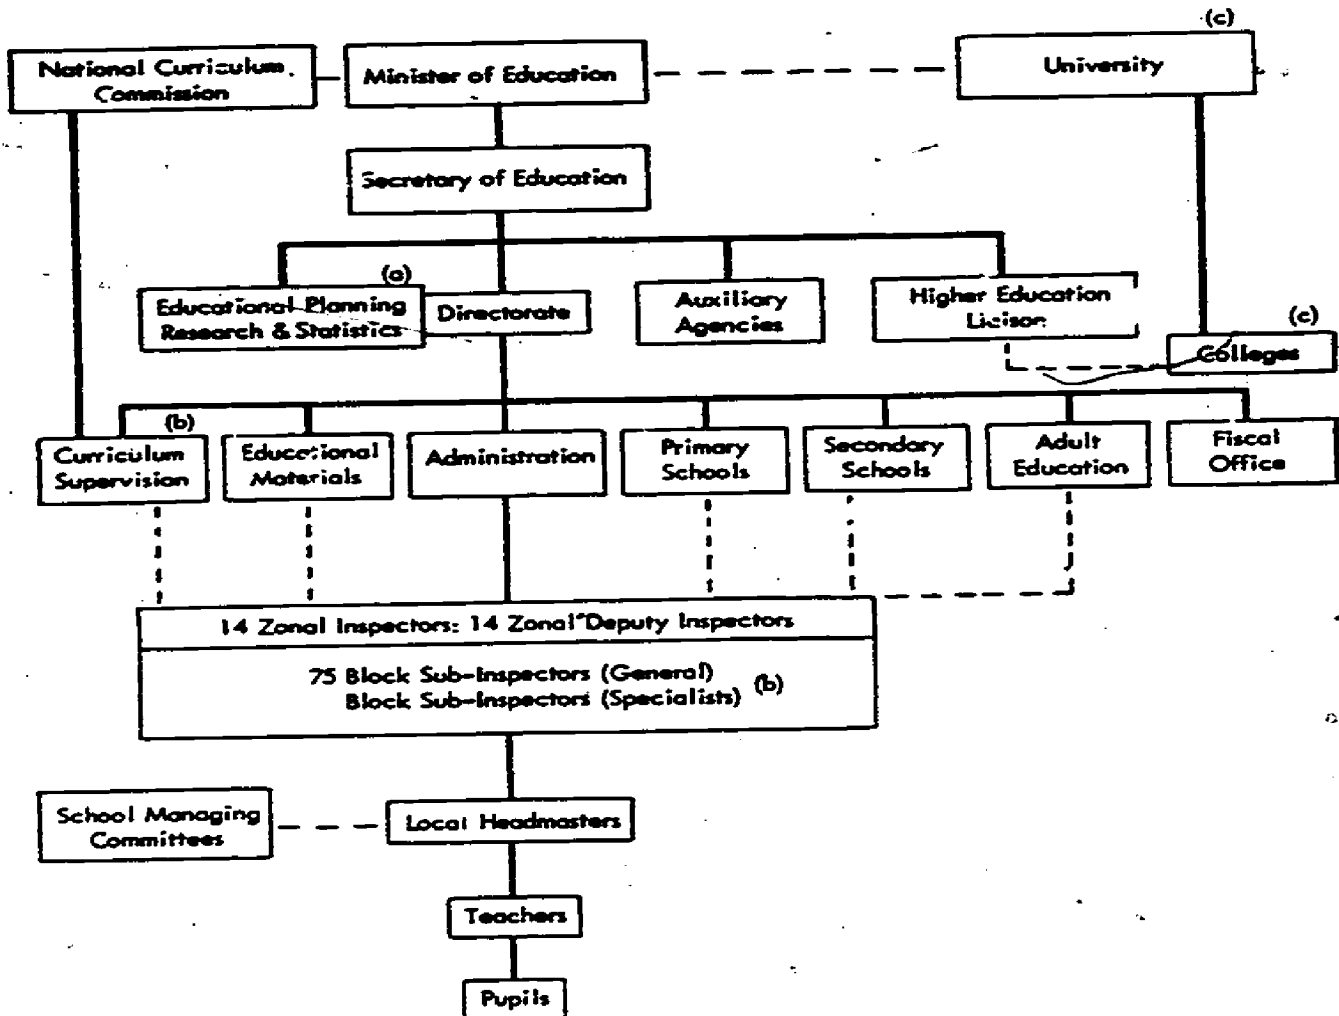 (c)
National Curriculum
Commission
Minister of Education
University
Secretary of Education
(a)
Educational Planning
Research & Statistics
Directorate
Auxiliary
Agencies
Higher Education
Liaison
(c)
Colleges
(b)
Curriculum
Supervision
Educational
Materials
Administration
Primary
Schools
Secondary
Schools
Adult
Education
Fiscal
Office
14 Zonal Inspectors: 14 Zonal Deputy Inspectors
75 Block Sub-Inspectors (General)
Block Sub-Inspectors (Specialists) (b)
School Managing
Committees
Local Headmasters
Teachers
Pupils